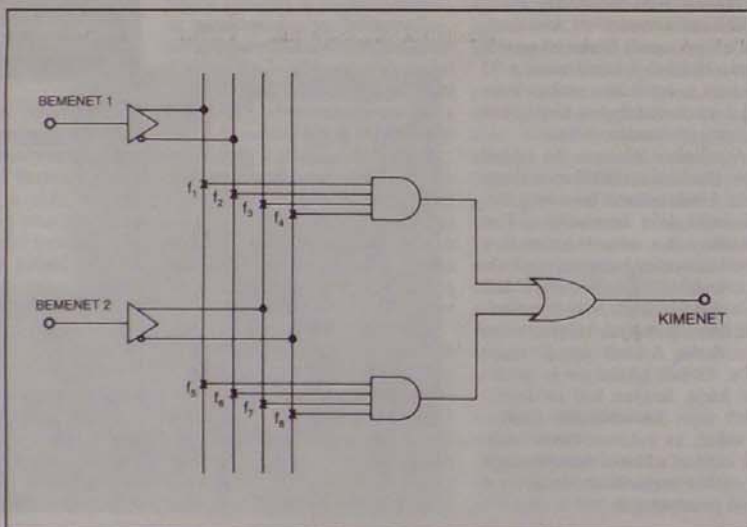 BEMENET 1
f₁
f₂
f₃
f₄
BEMENET 2
KIMENET
f₅
f₆
f₇
f₈